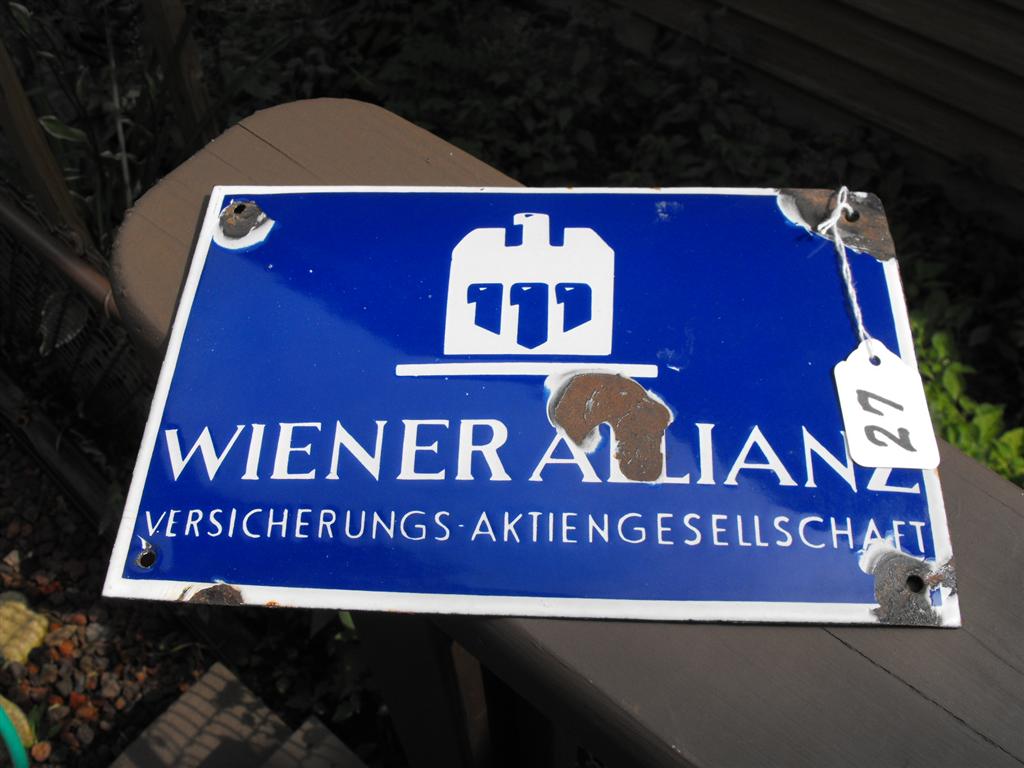 WIENER ALLIANZ
VERSICHERUNGS-AKTIENGESELLSCHAFT
27